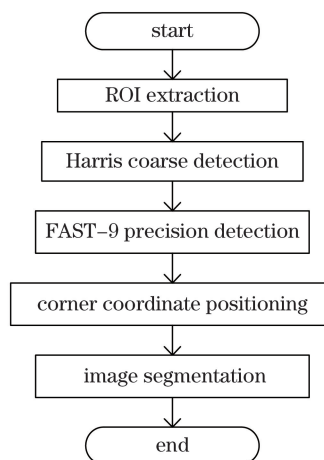 start
ROI extraction
Harris coarse detection
FAST-9 precision detection
corner coordinate positioning
image segmentation
end